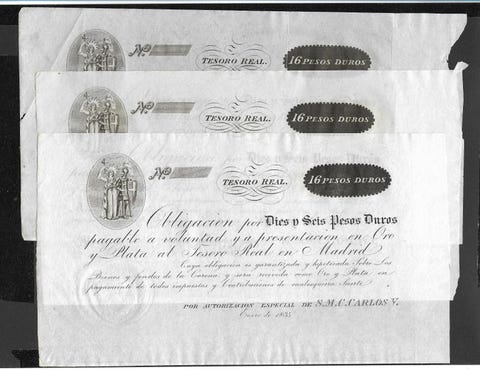 No.
TESORO REAL.
16 PESOS DUROS
No.
TESORO REAL.
16 PESOS DUROS
No.
TESORO REAL.
16 PESOS DUROS
Obligacion por Dies y Seis Pesos Duros
pagable a voluntad y a presentacion en Oro
y Plata al Tesoro Real en Madrid
Cuya obligacion es garantizada y hipotecada Sobre Los
Bienes y fondos de la Corona, y sera recivida como Oro y Plata, en
pagamento de todos impuestos y Contribuciones de cualesquiera Suerte
POR AUTORIZACION ESPECIAL DE S.M.C. CARLOS V.
Enero de 1835